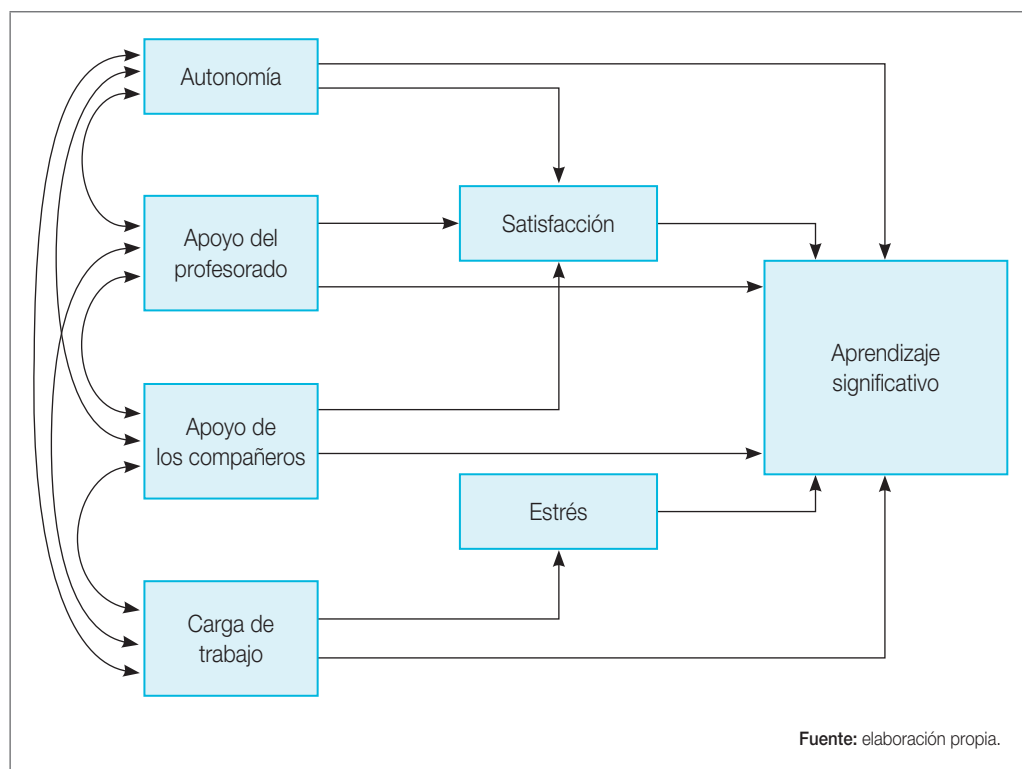 Autonomía
Apoyo del
profesorado
Satisfacción
Aprendizaje
significativo
Apoyo de
los compañeros
Estrés
Carga de
trabajo
Fuente: elaboración propia.